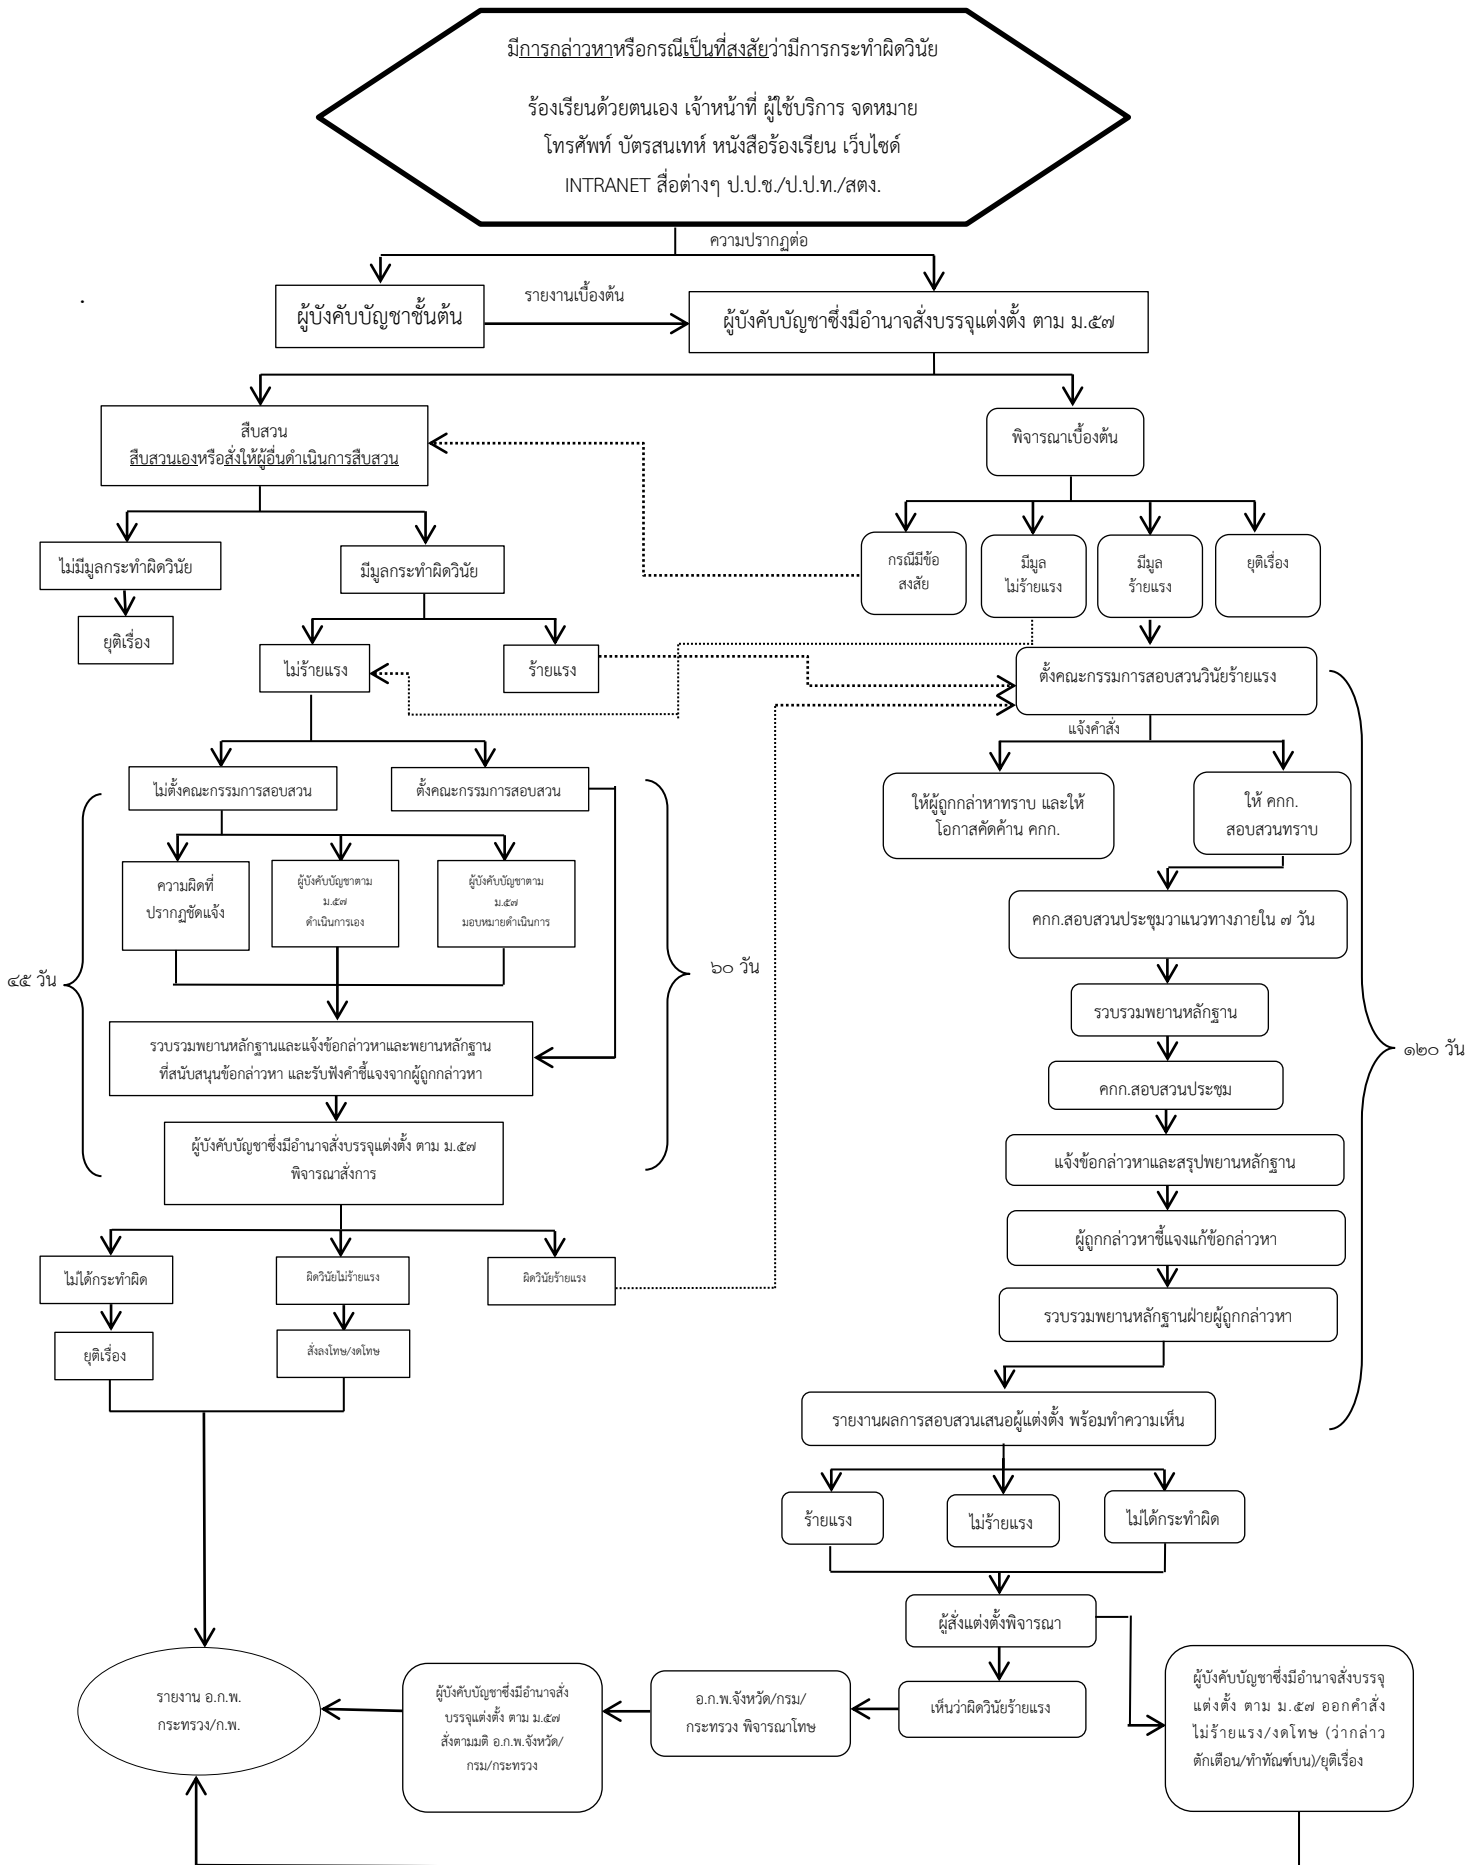 มีการกล่าวหาหรือกรณีเป็นที่สงสัยว่ามีการกระทำผิดวินัย
ร้องเรียนด้วยตนเอง เจ้าหน้าที่ ผู้ใช้บริการ จดหมาย
โทรศัพท์ บัตรสนเทห์ หนังสือร้องเรียน เว็บไซด์
INTRANET สื่อต่างๆ ป.ป.ช./ป.ป.ท./สตง.
ความปรากฏต่อ
ผู้บังคับบัญชาชั้นต้น
รายงานเบื้องต้น
ผู้บังคับบัญชาซึ่งมีอำนาจสั่งบรรจุแต่งตั้ง ตาม ม.๕๗
สืบสวน
สืบสวนเองหรือสั่งให้ผู้อื่นดำเนินการสืบสวน
พิจารณาเบื้องต้น
ไม่มีมูลกระทำผิดวินัย
มีมูลกระทำผิดวินัย
กรณีมีข้อ
สงสัย
มีมูล
ไม่ร้ายแรง
มีมูล
ร้ายแรง
ยุติเรื่อง
ยุติเรื่อง
ไม่ร้ายแรง
ร้ายแรง
ตั้งคณะกรรมการสอบสวนวินัยร้ายแรง
แจ้งคำสั่ง
ไม่ตั้งคณะกรรมการสอบสวน
ตั้งคณะกรรมการสอบสวน
ให้ผู้ถูกกล่าหาทราบ และให้
โอกาสคัดค้าน คกก.
ให้ คกก.
สอบสวนทราบ
ความผิดที่
ปรากฏชัดแจ้ง
ผู้บังคับบัญชาตาม
ม.๕๗
ดำเนินการเอง
ผู้บังคับบัญชาตาม
ม.๕๗
มอบหมายดำเนินการ
คกก.สอบสวนประชุมวาแนวทางภายใน ๗ วัน
๔๕ วัน
๖๐ วัน
รวบรวมพยานหลักฐาน
๑๒๐ วัน
รวบรวมพยานหลักฐานและแจ้งข้อกล่าวหาและพยานหลักฐาน
ที่สนับสนุนข้อกล่าวหา และรับฟังคำชี้แจงจากผู้ถูกกล่าวหา
คกก.สอบสวนประชุม
ผู้บังคับบัญชาซึ่งมีอำนาจสั่งบรรจุแต่งตั้ง ตาม ม.๕๗
พิจารณาสั่งการ
แจ้งข้อกล่าวหาและสรุปพยานหลักฐาน
ผู้ถูกกล่าวหาชี้แจงแก้ข้อกล่าวหา
ไม่ได้กระทำผิด
ผิดวินัยไม่ร้ายแรง
ผิดวินัยร้ายแรง
รวบรวมพยานหลักฐานฝ่ายผู้ถูกกล่าวหา
ยุติเรื่อง
สั่งลงโทษ/งดโทษ
รายงานผลการสอบสวนเสนอผู้แต่งตั้ง พร้อมทำความเห็น
ร้ายแรง
ไม่ร้ายแรง
ไม่ได้กระทำผิด
ผู้สั่งแต่งตั้งพิจารณา
รายงาน อ.ก.พ.
กระทรวง/ก.พ.
ผู้บังคับบัญชาซึ่งมีอำนาจสั่ง
บรรจุแต่งตั้ง ตาม ม.๕๗
สั่งตามมติ อ.ก.พ.จังหวัด/
กรม/กระทรวง
อ.ก.พ.จังหวัด/กรม/
กระทรวง พิจารณาโทษ
เห็นว่าผิดวินัยร้ายแรง
ผู้บังคับบัญชาซึ่งมีอำนาจสั่งบรรจุ
แต่งตั้ง ตาม ม.๕๗ ออกคำสั่ง
ไม่ร้ายแรง/งดโทษ (ว่ากล่าว
ตักเตือน/ทำทัณฑ์บน)/ยุติเรื่อง